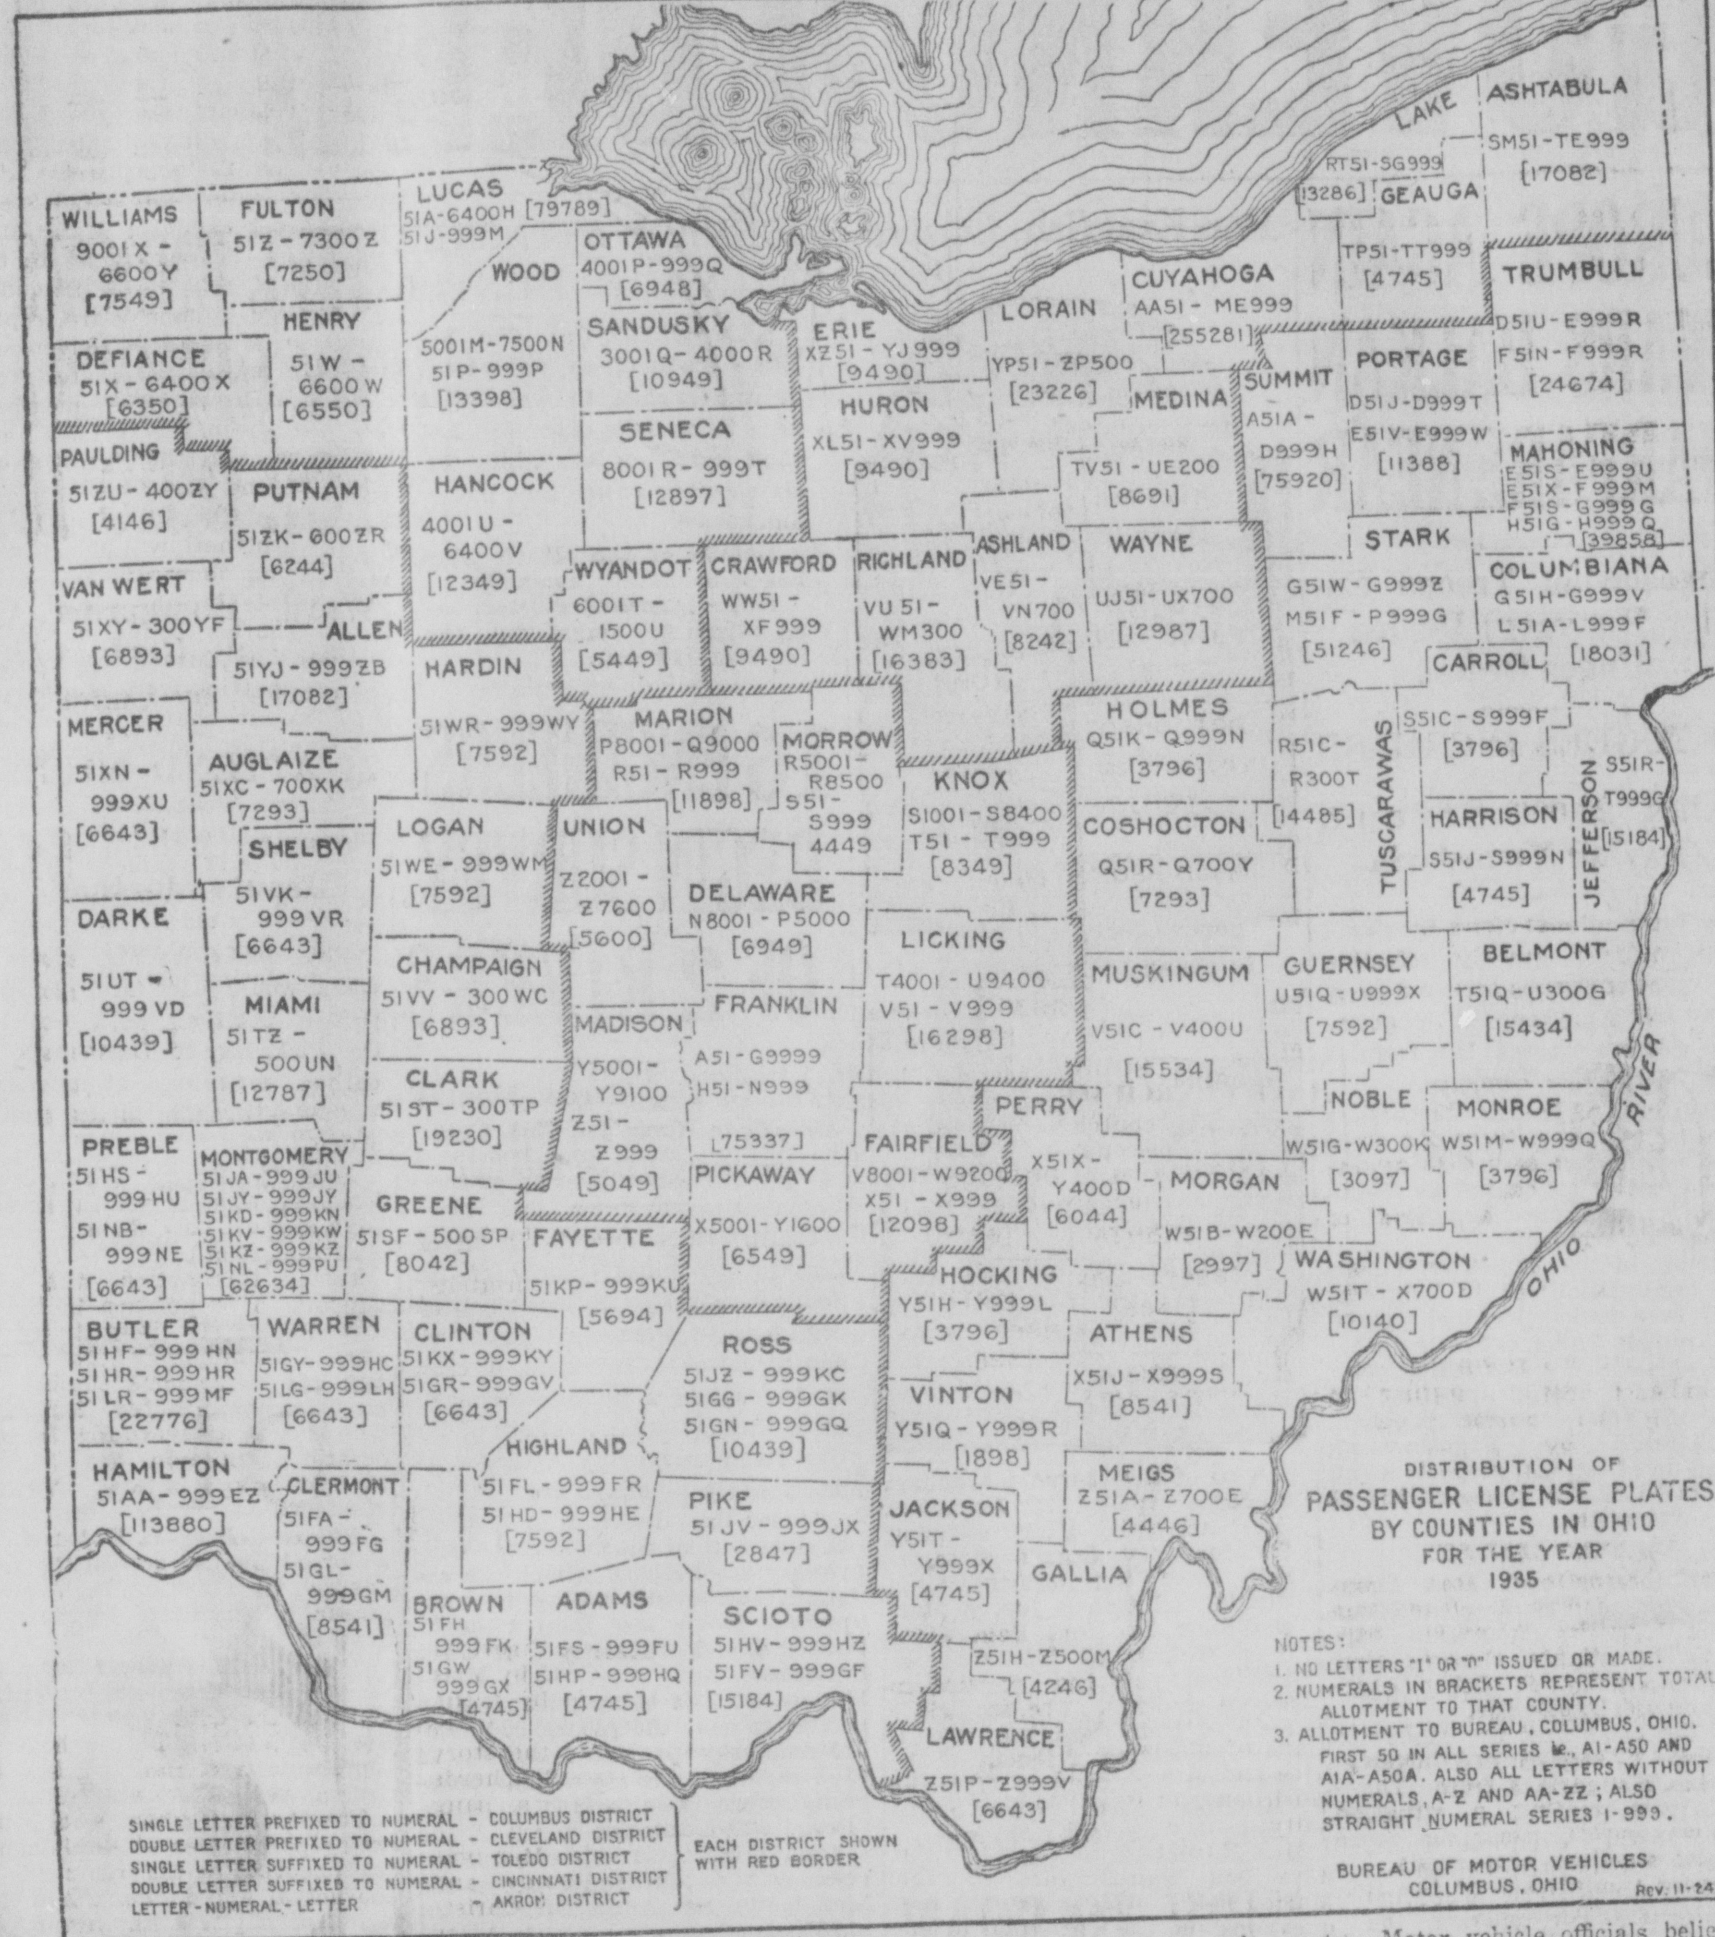 LAKE
ASHTABULA
SM51-TE999
[17082]
RT51-SG999
[13286]
GEAUGA
TP51-TT999
[4745]
WILLIAMS
9001X -
6600Y
[7549]
FULTON
51Z-7300Z
[7250]
LUCAS
51A-6400H [79789]
51J-999M
WOOD
5001M-7500N
51P-999P
[13398]
OTTAWA
4001P-999Q
[6948]
CUYAHOGA
AA51- ME999
[255281]
TRUMBULL
D51U-E999R
F51N-F999R
[24674]
HENRY
51W -
6600W
[6550]
SANDUSKY
3001Q-4000R
[10949]
ERIE
XZ51-YJ999
[9490]
LORAIN
YP51-ZP500
[23226]
DEFIANCE
51X-6400X
[6350]
MEDINA
TV51-UE200
[8691]
SUMMIT
A51A-
D999H
[75920]
PORTAGE
D51J-D999T
E51V-E999W
[11388]
SENECA
8001R-999T
[12897]
HURON
XL51-XV999
[9490]
MAHONING
E51S-E999U
E51X-F999M
F51S-G999G
H51G-H999Q
[39858]
PAULDING
51ZU-400ZY
[4146]
PUTNAM
51ZK-600ZR
[6244]
HANCOCK
4001U-
6400V
[12349]
WYANDOT
6001T-
1500U
[5449]
CRAWFORD
WW51-
XF999
[9490]
RICHLAND
VU 51-
WM300
[16383]
ASHLAND
VE51-
VN700
[8242]
WAYNE
UJ51-UX700
[12987]
STARK
G51W-G999Z
M51F-P999G
[51246]
COLUMBIANA
G51H-G999V
L51A-L999F
[18031]
VAN WERT
51XY-300YF
[6893]
ALLEN
51YJ-999ZB
[17082]
HARDIN
51WR-999WY
[7592]
CARROLL
S51C-S999F
[3796]
MERCER
51XN-
999XU
[6643]
AUGLAIZE
51XC-700XK
[7293]
MARION
P8001-Q9000
R51-R999
[11898]
MORROW
R5001-
R8500
S51-
S999
4449
KNOX
S1001-S8400
T51-T999
[8349]
HOLMES
Q51K-Q999N
[3796]
TUSCARAWAS
R51C-
R300T
[14485]
HARRISON
S51J-S999N
[4745]
JEFFERSON
S51R-
T999G
[15184]
SHELBY
51VK-
999VR
[6643]
LOGAN
51WE-999WM
[7592]
UNION
Z2001-
Z7600
[5600]
DELAWARE
N8001-P5000
[6949]
COSHOCTON
Q51R-Q700Y
[7293]
DARKE
51UT-
999VD
[10439]
MIAMI
51TZ-
500UN
[12787]
CHAMPAIGN
51VV-300WC
[6893]
MADISON
Y5001-
Y9100
Z51-
Z999
[5049]
FRANKLIN
A51-G9999
H51-N999
[75337]
LICKING
T4001-U9400
V51-V999
[16298]
MUSKINGUM
V51C-V400U
[15534]
GUERNSEY
U51Q-U999X
[7592]
BELMONT
T51Q-U300G
[15434]
CLARK
51ST-300TP
[19230]
PERRY
X51X-
Y400D
[6044]
NOBLE
W51G-W300K
[3097]
MONROE
W51M-W999Q
[3796]
PREBLE
51HS-
999HU
51NB-
999NE
[6643]
MONTGOMERY
51JA-999JU
51JY-999JY
51KD-999KN
51KV-999KW
51KZ-999KZ
51NL-999PU
[62634]
GREENE
51SF-500SP
[8042]
FAYETTE
51KP-999KU
[5694]
PICKAWAY
X5001-Y1600
[6549]
FAIRFIELD
V8001-W9200
X51-X999
[12098]
MORGAN
W51B-W200E
[2997]
WASHINGTON
W51T-X700D
[10140]
OHIO RIVER
BUTLER
51HF-999HN
51HR-999HR
51LR-999MF
[22776]
WARREN
51GY-999HC
51LG-999LH
[6643]
CLINTON
51KX-999KY
51GR-999GV
[6643]
ROSS
51JZ-999KC
51GG-999GK
51GN-999GQ
[10439]
HOCKING
Y51H-Y999L
[3796]
ATHENS
X51J-X999S
[8541]
VINTON
Y51Q-Y999R
[1898]
HAMILTON
51AA-999EZ
[113880]
CLERMONT
51FA-
999FG
51GL-
999GM
[8541]
HIGHLAND
51FL-999FR
51HD-999HE
[7592]
PIKE
51JV-999JX
[2847]
JACKSON
Y51T-
Y999X
[4745]
MEIGS
Z51A-Z700E
[4446]
GALLIA
Z51H-Z500M
[4246]
BROWN
51FH
999FK
51GW
999GX
[4745]
ADAMS
51FS-999FU
51HP-999HQ
[4745]
SCIOTO
51HV-999HZ
51FV-999GF
[15184]
LAWRENCE
Z51P-Z999V
[6643]
DISTRIBUTION OF
PASSENGER LICENSE PLATES
BY COUNTIES IN OHIO
FOR THE YEAR
1935
NOTES:
1. NO LETTERS "I" OR "O" ISSUED OR MADE.
2. NUMERALS IN BRACKETS REPRESENT TOTAL
ALLOTMENT TO THAT COUNTY.
3. ALLOTMENT TO BUREAU, COLUMBUS, OHIO.
FIRST 50 IN ALL SERIES ie., A1-A50 AND
A1A-A50A. ALSO ALL LETTERS WITHOUT
NUMERALS, A-Z AND AA-ZZ; ALSO
STRAIGHT NUMERAL SERIES 1-999.
BUREAU OF MOTOR VEHICLES
COLUMBUS, OHIO
REV. 11-24
SINGLE LETTER PREFIXED TO NUMERAL - COLUMBUS DISTRICT
DOUBLE LETTER PREFIXED TO NUMERAL - CLEVELAND DISTRICT
SINGLE LETTER SUFFIXED TO NUMERAL - TOLEDO DISTRICT
DOUBLE LETTER SUFFIXED TO NUMERAL - CINCINNATI DISTRICT
LETTER-NUMERAL-LETTER - AKRON DISTRICT
EACH DISTRICT SHOWN
WITH RED BORDER
Motor vehicle officials